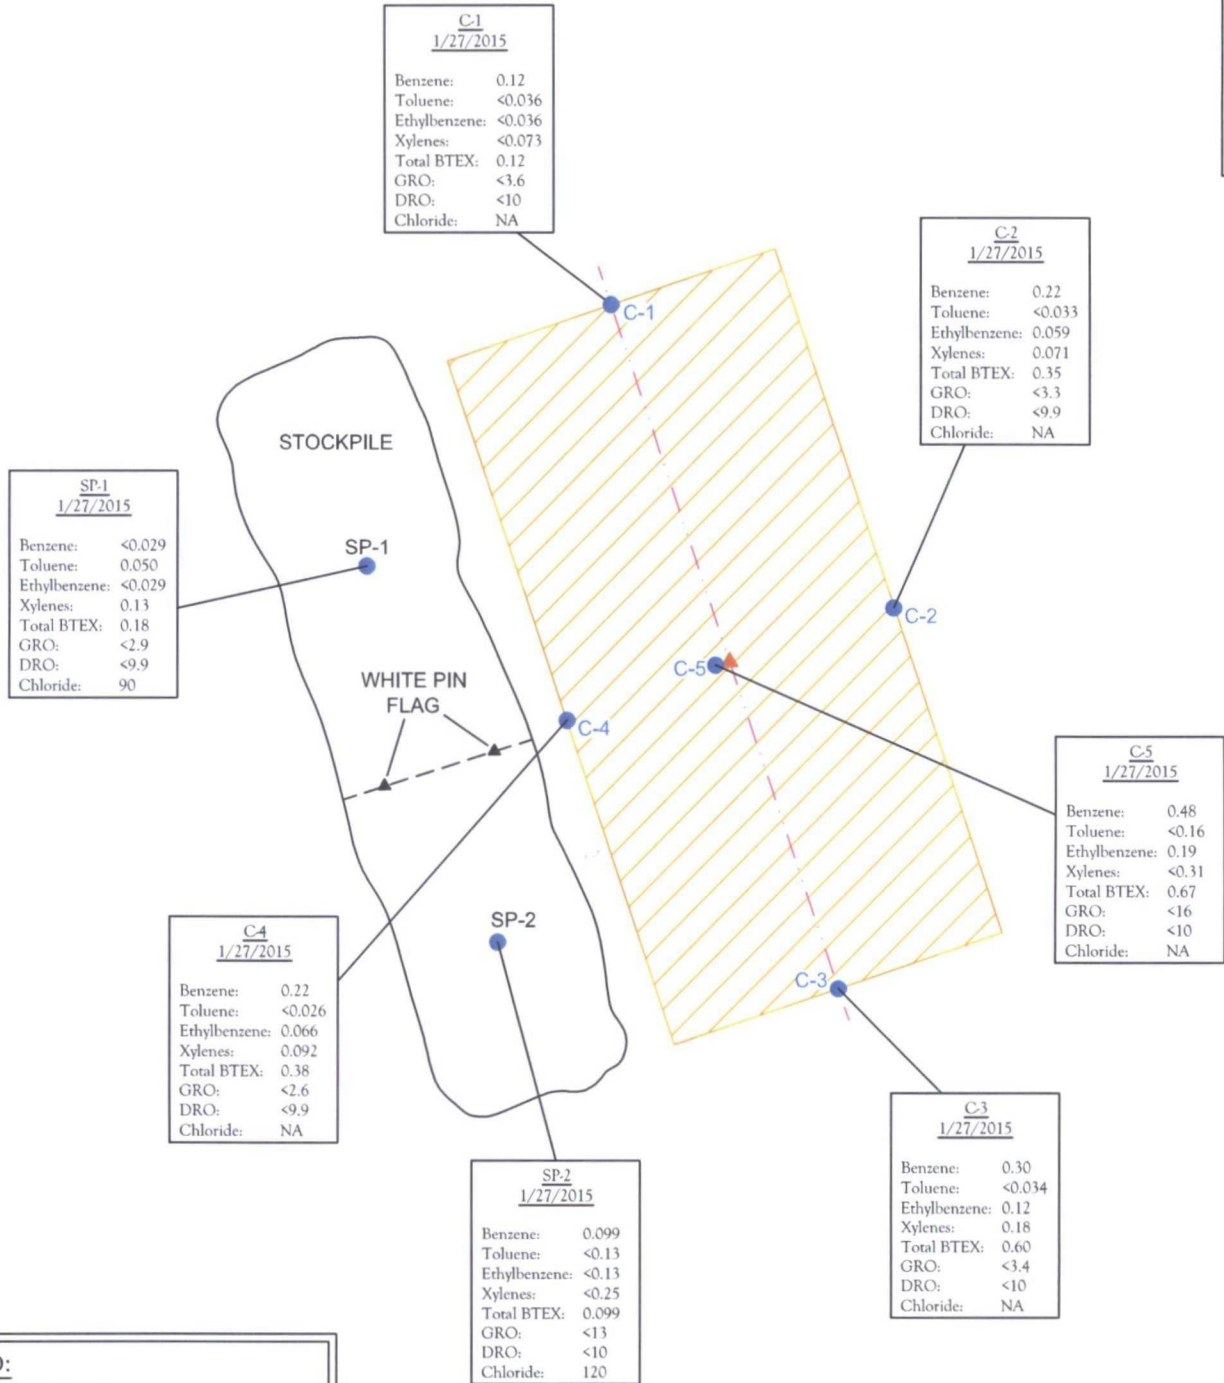 C-1
1/27/2015
Benzene: 0.12
Toluene: <0.036
Ethylbenzene: <0.036
Xylenes: <0.073
Total BTEX: 0.12
GRO: <3.6
DRO: <10
Chloride: NA
C-2
1/27/2015
Benzene: 0.22
Toluene: <0.033
Ethylbenzene: 0.059
Xylenes: 0.071
Total BTEX: 0.35
GRO: <3.3
DRO: <9.9
Chloride: NA
C-1
STOCKPILE
SP-1
1/27/2015
Benzene: <0.029
Toluene: 0.050
Ethylbenzene: <0.029
Xylenes: 0.13
Total BTEX: 0.18
GRO: <2.9
DRO: <9.9
Chloride: 90
SP-1
C-2
WHITE PIN
FLAG
C-5
C-4
C-5
1/27/2015
Benzene: 0.48
Toluene: <0.16
Ethylbenzene: 0.19
Xylenes: <0.31
Total BTEX: 0.67
GRO: <16
DRO: <10
Chloride: NA
C-4
1/27/2015
Benzene: 0.22
Toluene: <0.026
Ethylbenzene: 0.066
Xylenes: 0.092
Total BTEX: 0.38
GRO: <2.6
DRO: <9.9
Chloride: NA
SP-2
C-3
C-3
1/27/2015
Benzene: 0.30
Toluene: <0.034
Ethylbenzene: 0.12
Xylenes: 0.18
Total BTEX: 0.60
GRO: <3.4
DRO: <10
Chloride: NA
SP-2
1/27/2015
Benzene: 0.099
Toluene: <0.13
Ethylbenzene: <0.13
Xylenes: <0.25
Total BTEX: 0.099
GRO: <13
DRO: <10
Chloride: 120